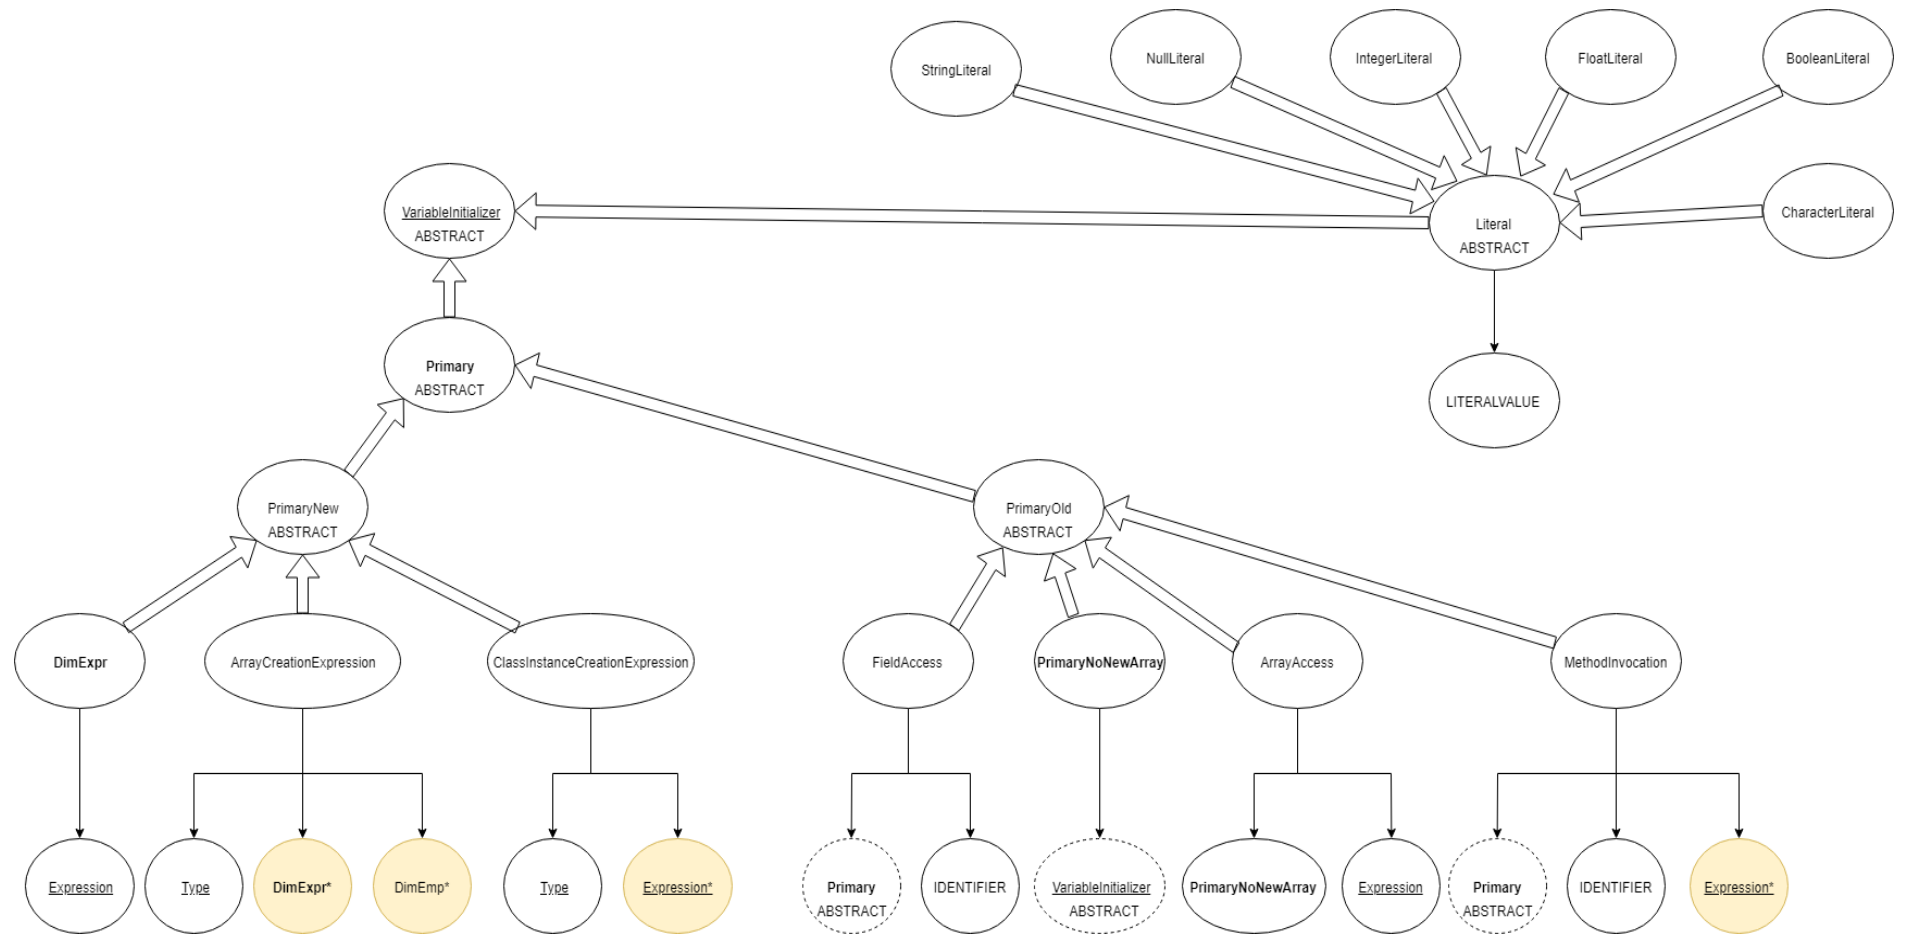 StringLiteral
NullLiteral
IntegerLiteral
FloatLiteral
BooleanLiteral
VariableInitializer
ABSTRACT
Literal
ABSTRACT
CharacterLiteral
Primary
ABSTRACT
LITERALVALUE
PrimaryNew
ABSTRACT
PrimaryOld
ABSTRACT
DimExpr
ArrayCreationExpression
ClassInstanceCreationExpression
FieldAccess
PrimaryNoNewArray
ArrayAccess
MethodInvocation
Expression
Type
DimExpr*
DimEmp*
Type
Expression*
Primary
ABSTRACT
IDENTIFIER
VariableInitializer
ABSTRACT
PrimaryNoNewArray
Expression
Primary
ABSTRACT
IDENTIFIER
Expression*